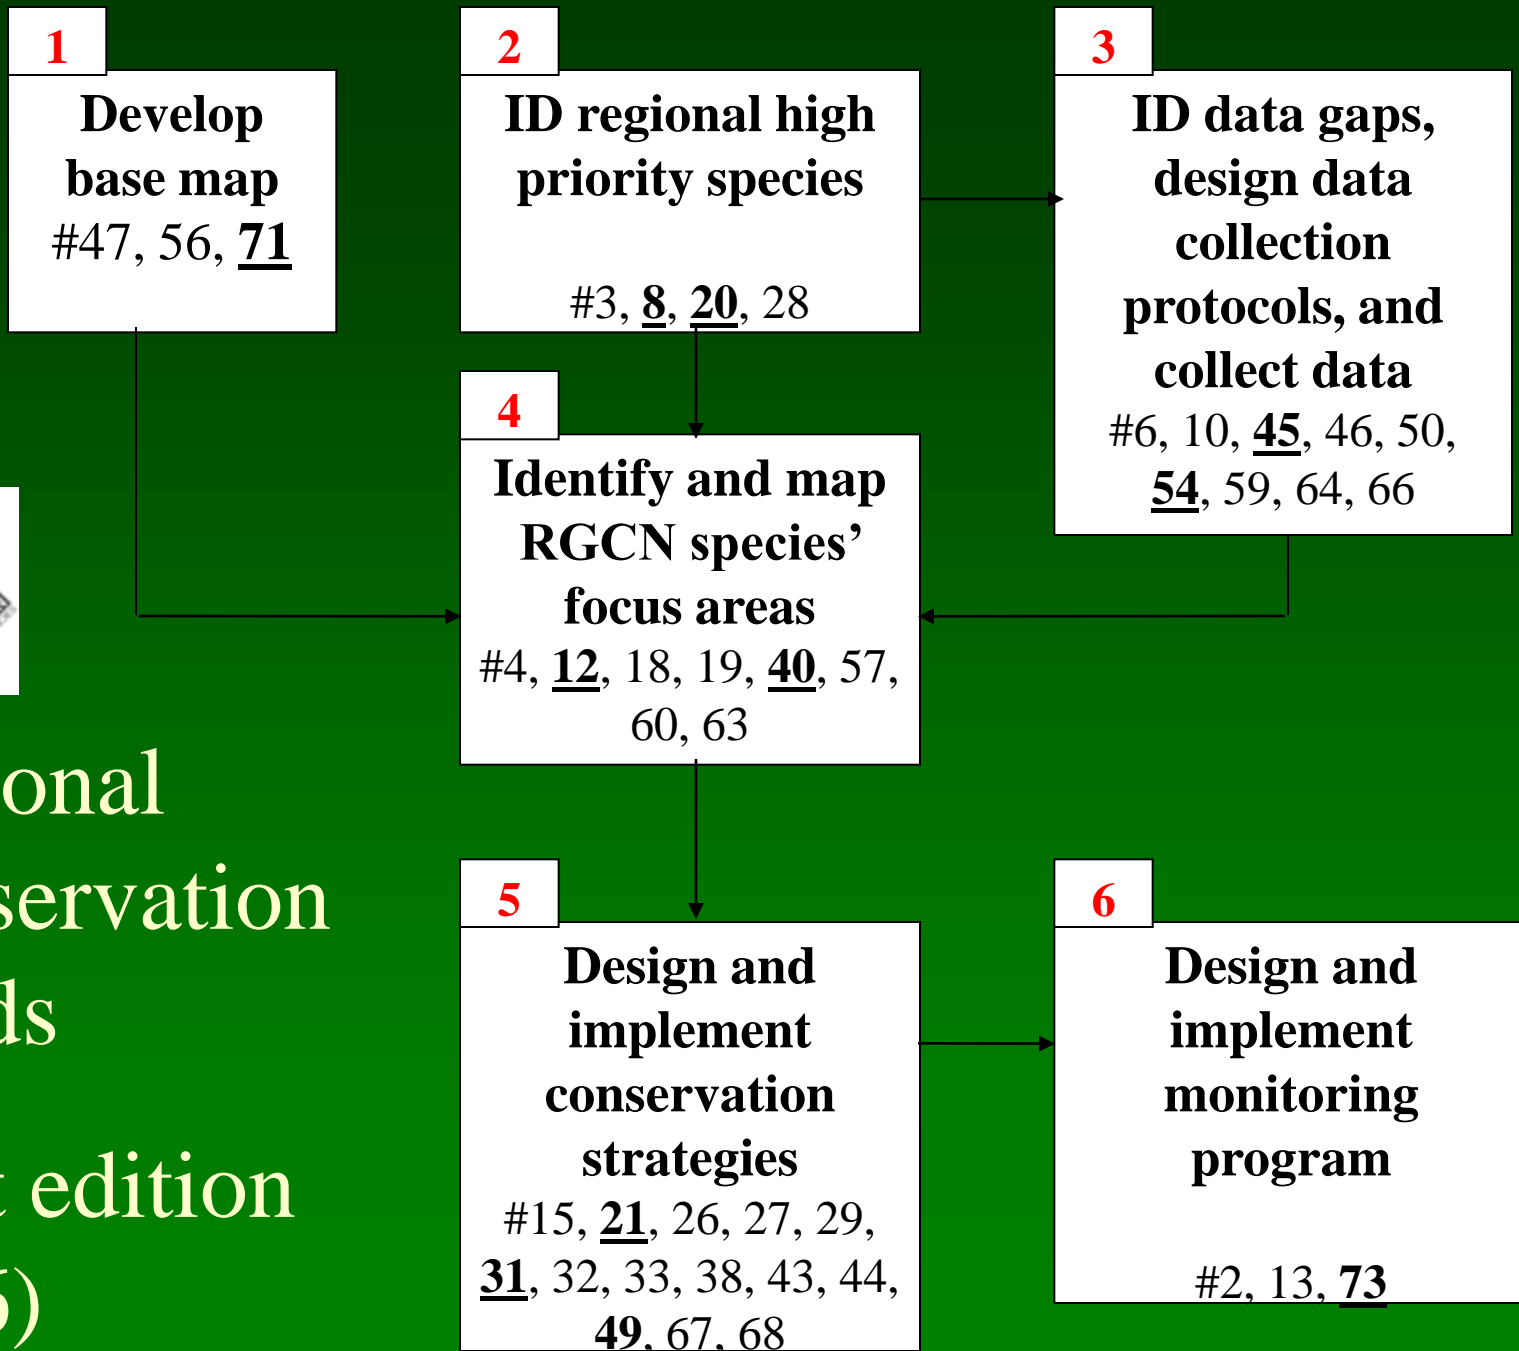 1
Develop
base map
#47, 56, 71
2
ID regional high
priority species
#3, 8, 20, 28
3
ID data gaps,
design data
collection
protocols, and
collect data
#6, 10, 45, 46, 50,
54, 59, 64, 66
4
Identify and map
RGCN species’
focus areas
#4, 12, 18, 19, 40, 57,
60, 63
5
Design and
implement
conservation
strategies
#15, 21, 26, 27, 29,
31, 32, 33, 38, 43, 44,
49, 67, 68
6
Design and
implement
monitoring
program
#2, 13, 73
onal
servation
ds
t edition
6)